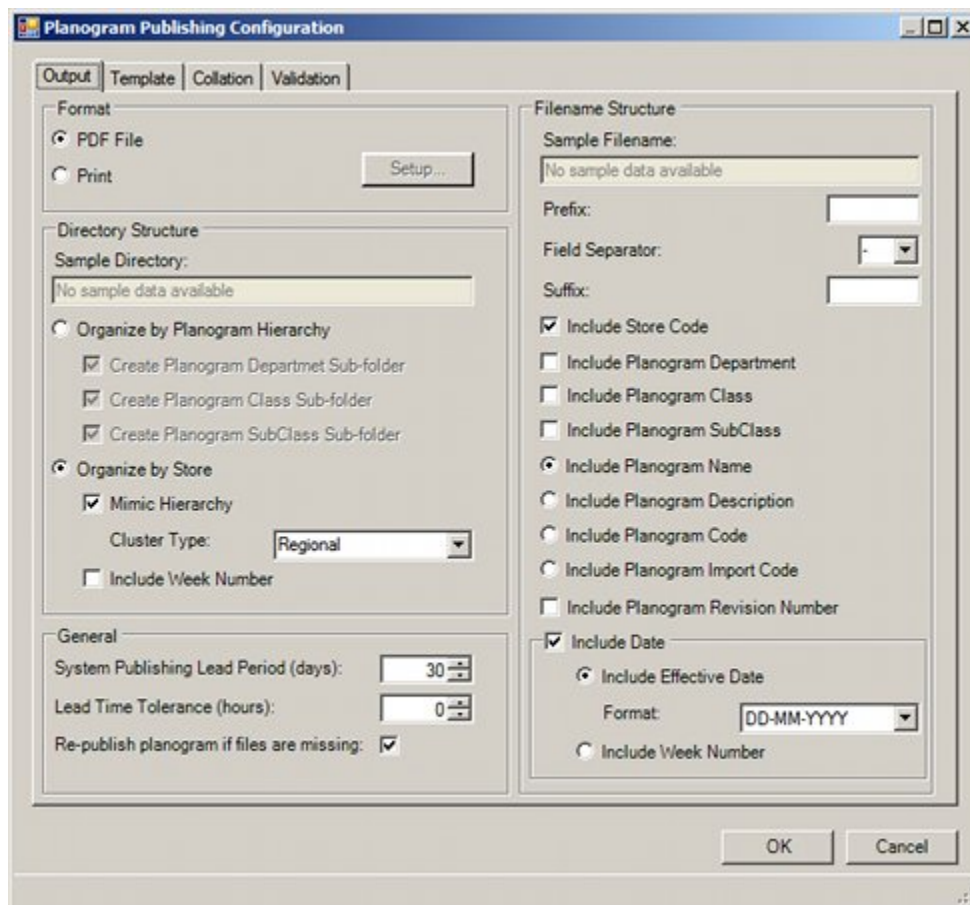 Planogram Publishing Configuration
Output
Template
Collation
Validation
Format
PDF File
Print
Setup...
Directory Structure
Sample Directory:
No sample data available
Organize by Planogram Hierarchy
Create Planogram Departmet Sub-folder
Create Planogram Class Sub-folder
Create Planogram SubClass Sub-folder
Organize by Store
Mimic Hierarchy
Cluster Type: Regional
Include Week Number
General
System Publishing Lead Period (days): 30
Lead Time Tolerance (hours): 0
Re-publish planogram if files are missing:
Filename Structure
Sample Filename:
No sample data available
Prefix:
Field Separator: -
Suffix:
Include Store Code
Include Planogram Department
Include Planogram Class
Include Planogram SubClass
Include Planogram Name
Include Planogram Description
Include Planogram Code
Include Planogram Import Code
Include Planogram Revision Number
Include Date
Include Effective Date
Format: DD-MM-YYYY
Include Week Number
OK
Cancel